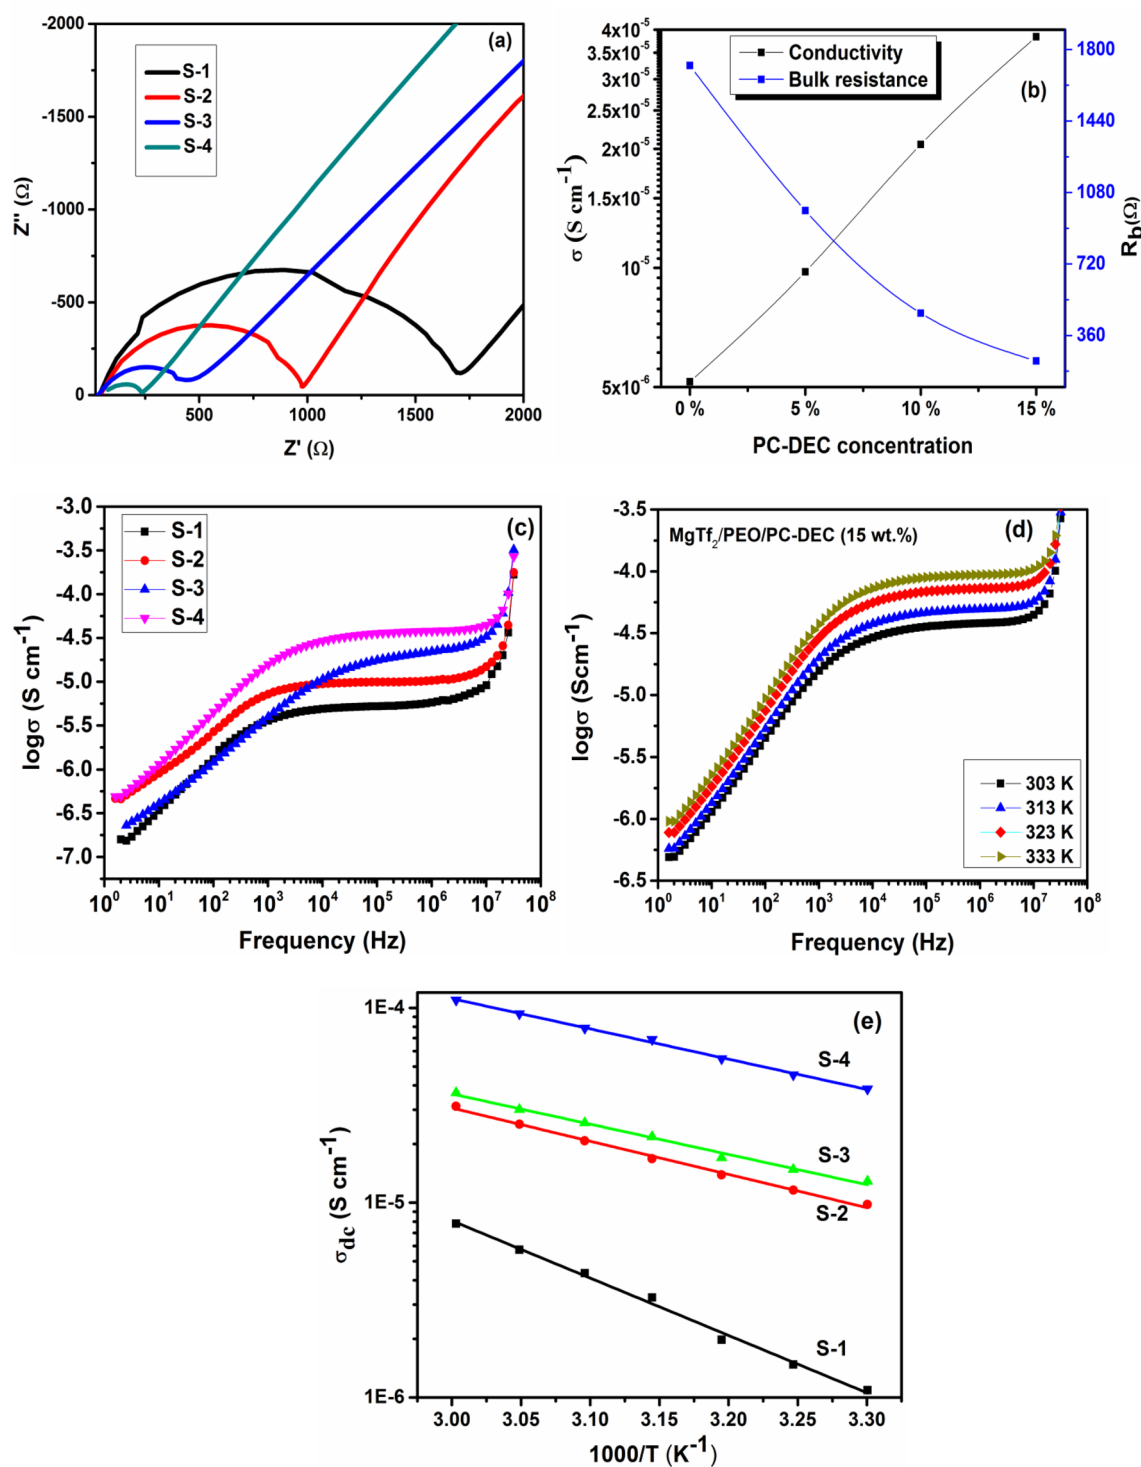 (a)
S-1
S-2
S-3
S-4
-2000
-1500
-1000
-500
0
Z'' (Ω)
500
1000
1500
2000
Z' (Ω)
(b)
Conductivity
Bulk resistance
4x10⁻⁵
3x10⁻⁵
2.5x10⁻⁵
2x10⁻⁵
1.5x10⁻⁵
10⁻⁵
5x10⁻⁶
σ (S cm⁻¹)
1800
1440
1080
720
360
R_b(Ω)
0 %
5 %
10 %
15 %
PC-DEC concentration
(c)
S-1
S-2
S-3
S-4
-3.0
-3.5
-4.0
-4.5
-5.0
-5.5
-6.0
-6.5
-7.0
logσ (S cm⁻¹)
10⁰ 10¹ 10² 10³ 10⁴ 10⁵ 10⁶ 10⁷ 10⁸
Frequency (Hz)
(d)
MgTf₂/PEO/PC-DEC (15 wt.%)
-3.5
-4.0
-4.5
-5.0
-5.5
-6.0
-6.5
logσ (Scm⁻¹)
303 K
313 K
323 K
333 K
10⁰ 10¹ 10² 10³ 10⁴ 10⁵ 10⁶ 10⁷ 10⁸
Frequency (Hz)
(e)
1E-4
1E-5
1E-6
σ_dc (S cm⁻¹)
S-4
S-3
S-2
S-1
3.00 3.05 3.10 3.15 3.20 3.25 3.30
1000/T (K⁻¹)